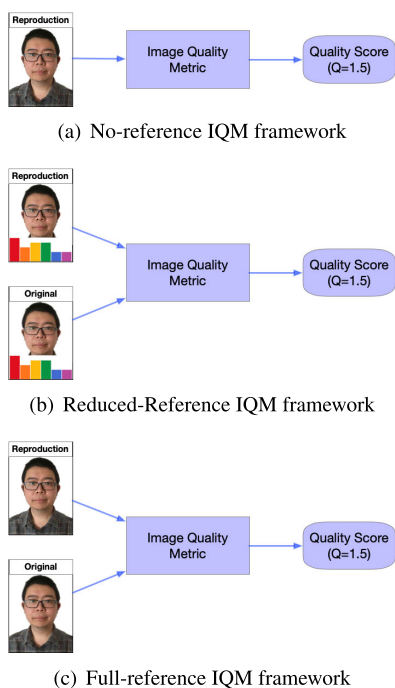 Reproduction
Image Quality
Metric
Quality Score
(Q=1.5)
(a) No-reference IQM framework
Reproduction
Original
Image Quality
Metric
Quality Score
(Q=1.5)
(b) Reduced-Reference IQM framework
Reproduction
Original
Image Quality
Metric
Quality Score
(Q=1.5)
(c) Full-reference IQM framework